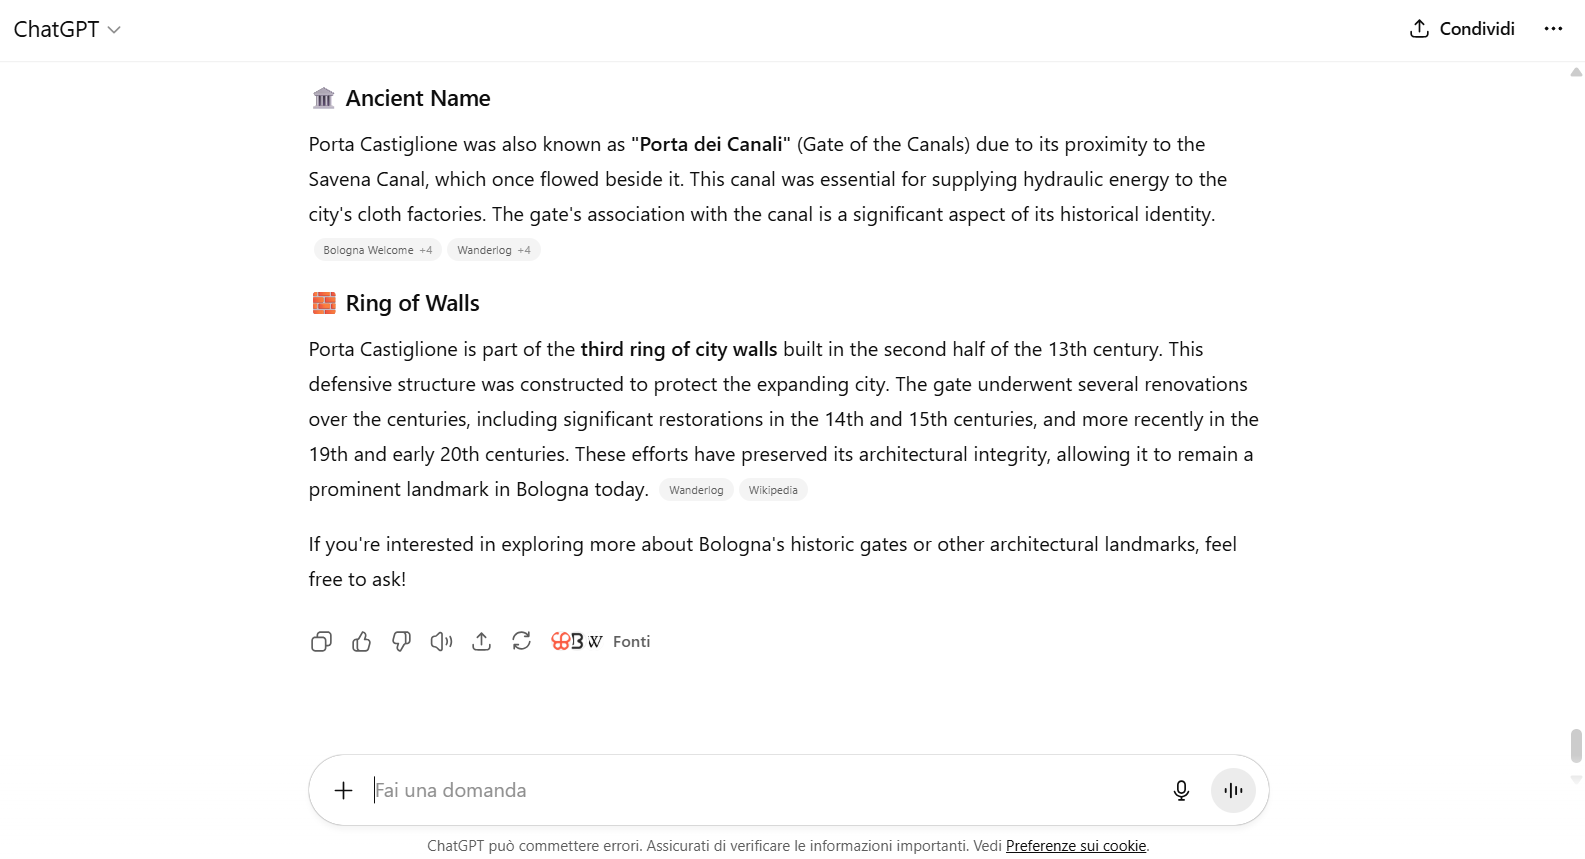 ChatGPT
Condividi
Ancient Name
Porta Castiglione was also known as "Porta dei Canali" (Gate of the Canals) due to its proximity to the
Savena Canal, which once flowed beside it. This canal was essential for supplying hydraulic energy to the
city's cloth factories. The gate's association with the canal is a significant aspect of its historical identity.
Bologna Welcome +4 Wanderlog +4
Ring of Walls
Porta Castiglione is part of the third ring of city walls built in the second half of the 13th century. This
defensive structure was constructed to protect the expanding city. The gate underwent several renovations
over the centuries, including significant restorations in the 14th and 15th centuries, and more recently in the
19th and early 20th centuries. These efforts have preserved its architectural integrity, allowing it to remain a
prominent landmark in Bologna today. Wanderlog Wikipedia
If you're interested in exploring more about Bologna's historic gates or other architectural landmarks, feel
free to ask!
B W Fonti
Fai una domanda
ChatGPT può commettere errori. Assicurati di verificare le informazioni importanti. Vedi Preferenze sui cookie.